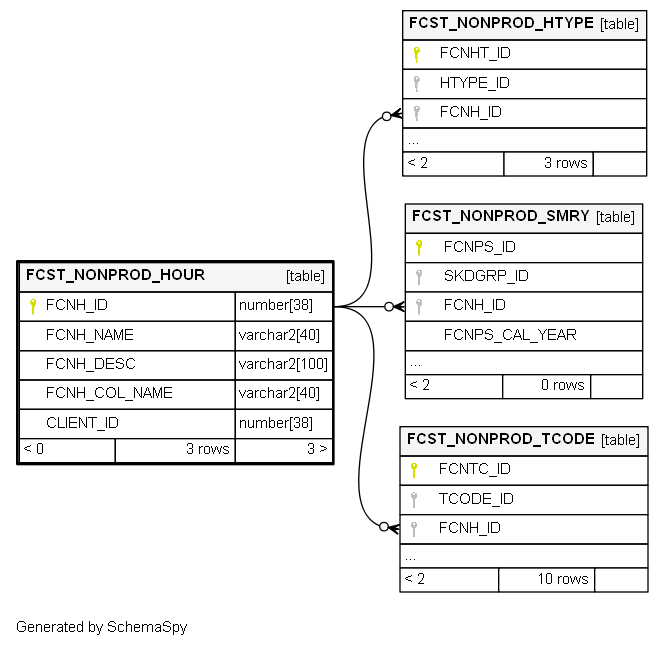 FCST_NONPROD_HTYPE [table]
FCNHT_ID
HTYPE_ID
FCNH_ID
...
< 2 3 rows
FCST_NONPROD_SMRY [table]
FCNPS_ID
SKDGRP_ID
FCNH_ID
FCNPS_CAL_YEAR
...
< 2 0 rows
FCST_NONPROD_HOUR [table]
FCNH_ID number[38]
FCNH_NAME varchar2[40]
FCNH_DESC varchar2[100]
FCNH_COL_NAME varchar2[40]
CLIENT_ID number[38]
< 0 3 rows 3 >
FCST_NONPROD_TCODE [table]
FCNTC_ID
TCODE_ID
FCNH_ID
...
< 2 10 rows
Generated by SchemaSpy